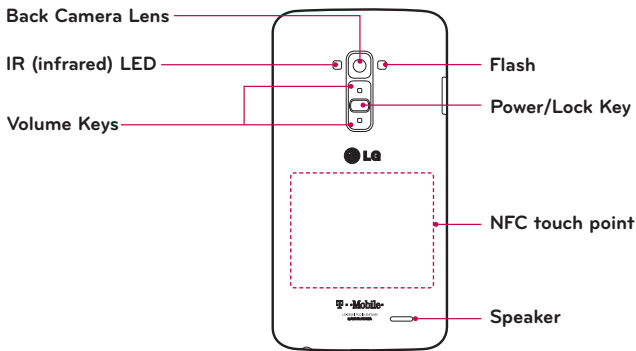 Back Camera Lens
IR (infrared) LED
Flash
Power/Lock Key
Volume Keys
LG
NFC touch point
T··Mobile·
Speaker